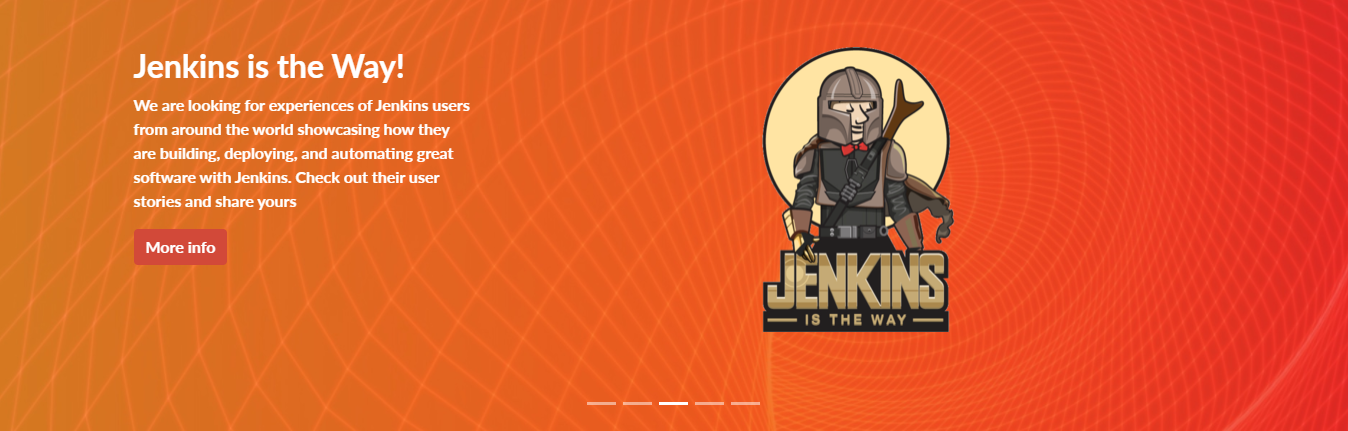 Jenkins is the Way!
We are looking for experiences of Jenkins users
from around the world showcasing how they
are building, deploying, and automating great
software with Jenkins. Check out their user
stories and share yours
More info
JENKINS
IS THE WAY